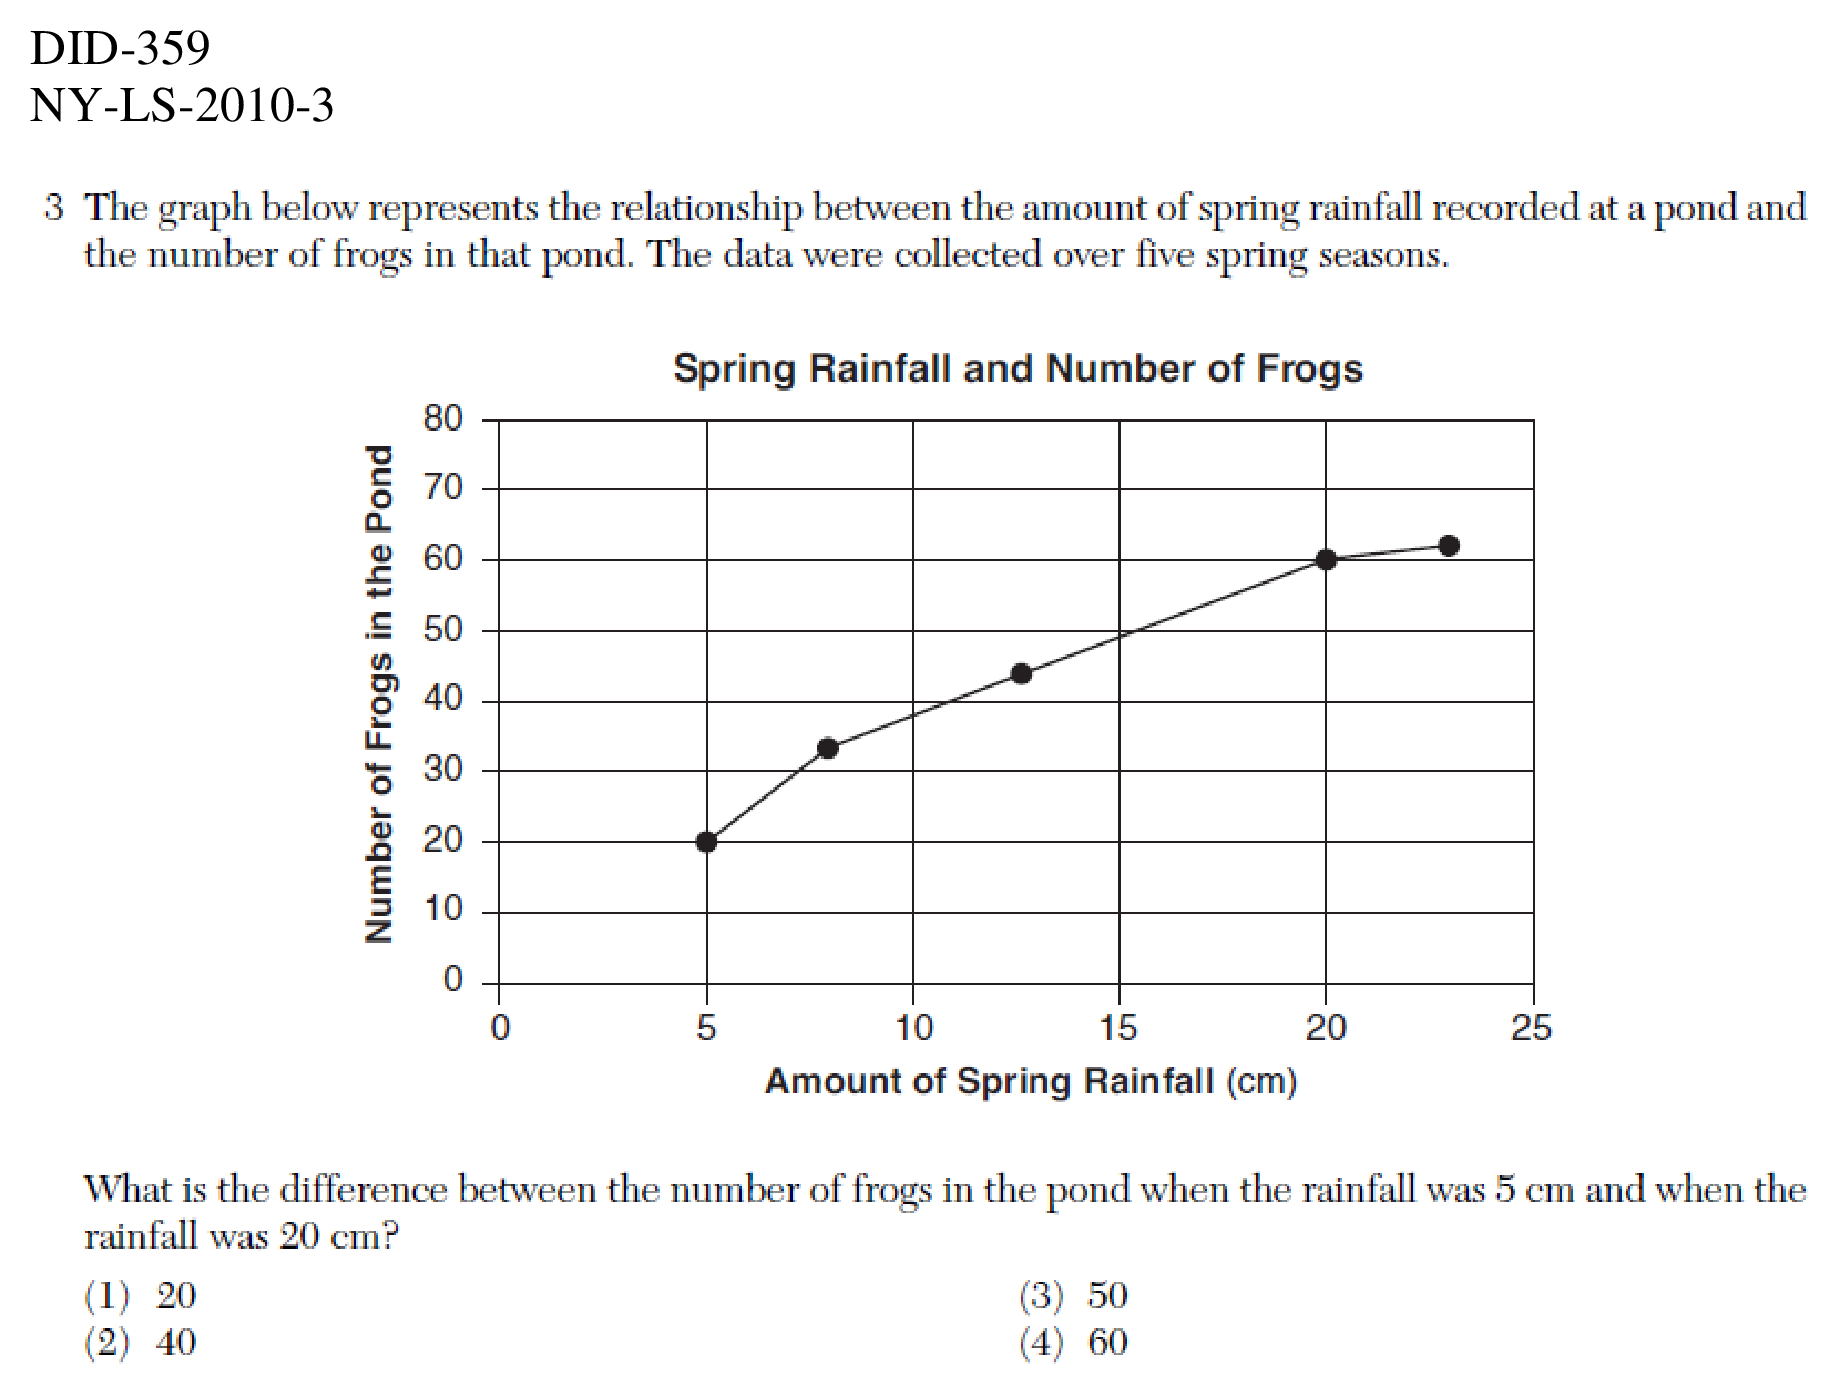 DID-359
NY-LS-2010-3
3 The graph below represents the relationship between the amount of spring rainfall recorded at a pond and
the number of frogs in that pond. The data were collected over five spring seasons.
Spring Rainfall and Number of Frogs
Number of Frogs in the Pond
80
70
60
50
40
30
20
10
0
0 5 10 15 20 25
Amount of Spring Rainfall (cm)
What is the difference between the number of frogs in the pond when the rainfall was 5 cm and when the
rainfall was 20 cm?
(1) 20
(2) 40
(3) 50
(4) 60